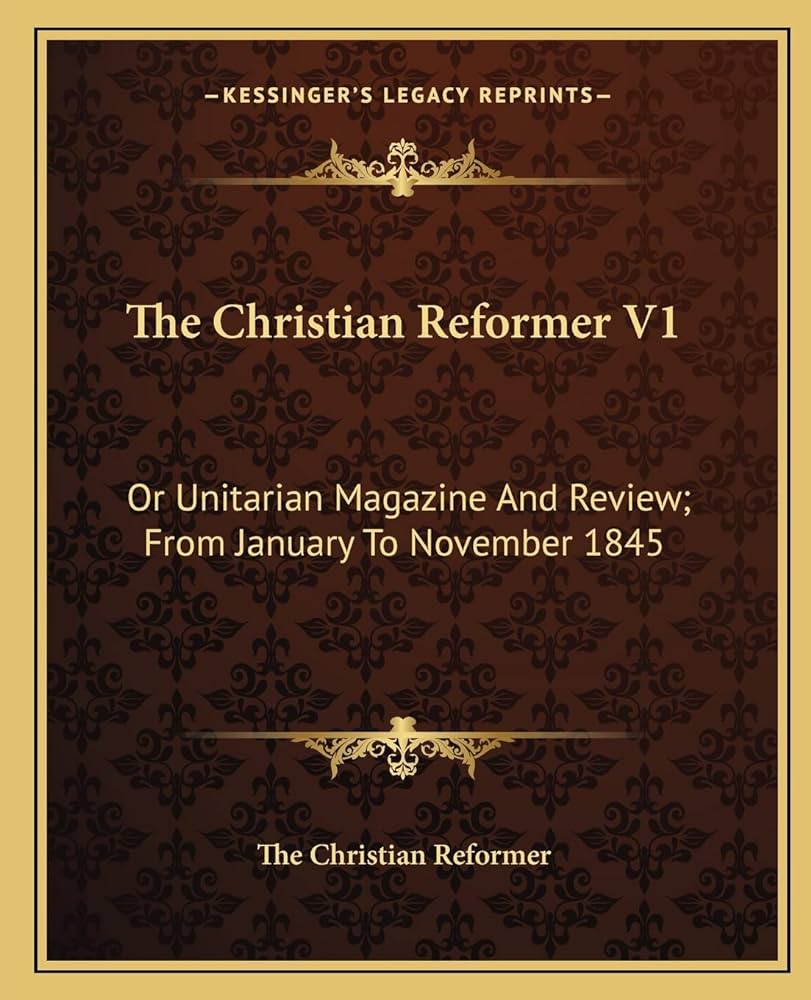 —KESSINGER'S LEGACY REPRINTS—
The Christian Reformer V1
Or Unitarian Magazine And Review;
From January To November 1845
The Christian Reformer